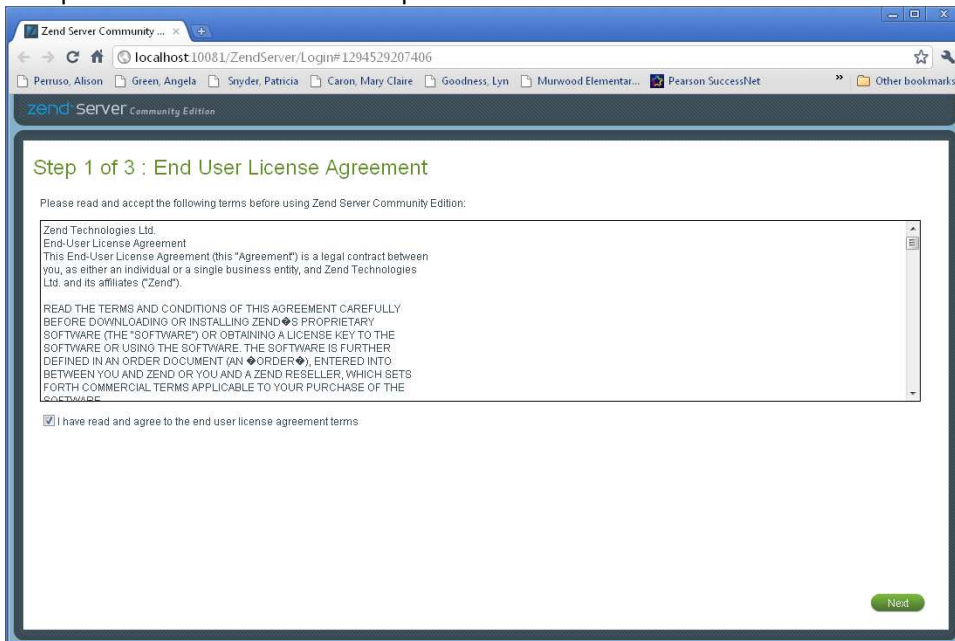 Zend Server Community ...
localhost:10081/ZendServer/Login#1294529207406
Perruso, Alison Green, Angela Snyder, Patricia Caron, Mary Claire Goodness, Lyn Murwood Elementar... Pearson SuccessNet » Other bookmarks
zend server Community Edition
Step 1 of 3 : End User License Agreement
Please read and accept the following terms before using Zend Server Community Edition:
Zend Technologies Ltd.
End-User License Agreement
This End-User License Agreement (this "Agreement") is a legal contract between
you, as either an individual or a single business entity, and Zend Technologies
Ltd. and its affiliates ("Zend").
READ THE TERMS AND CONDITIONS OF THIS AGREEMENT CAREFULLY
BEFORE DOWNLOADING OR INSTALLING ZEND�S PROPRIETARY
SOFTWARE (THE "SOFTWARE") OR OBTAINING A LICENSE KEY TO THE
SOFTWARE OR USING THE SOFTWARE. THE SOFTWARE IS FURTHER
DEFINED IN AN ORDER DOCUMENT (AN �ORDER�), ENTERED INTO
BETWEEN YOU AND ZEND OR YOU AND A ZEND RESELLER, WHICH SETS
FORTH COMMERCIAL TERMS APPLICABLE TO YOUR PURCHASE OF THE
SOFTWARE
I have read and agree to the end user license agreement terms
Next